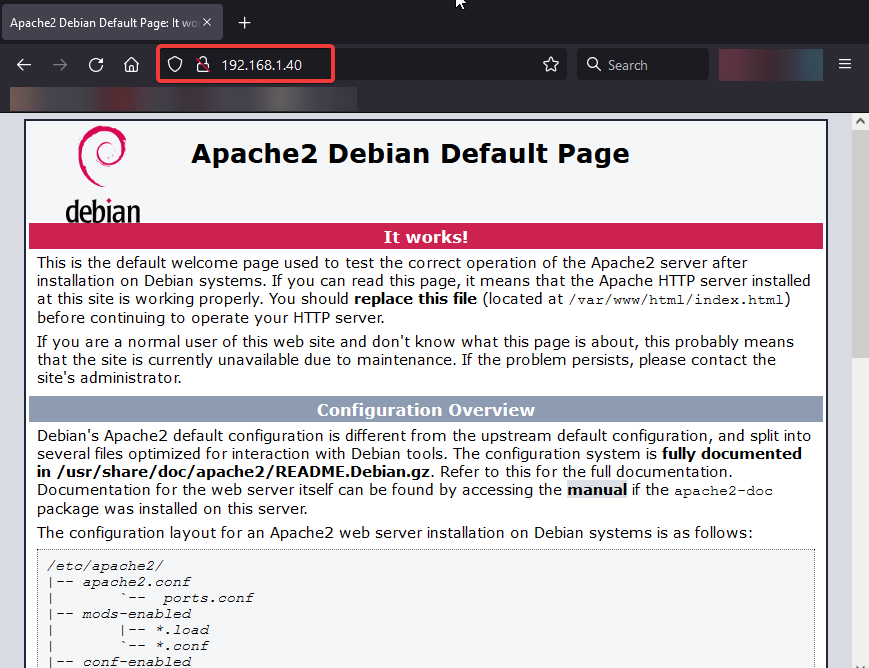 Apache2 Debian Default Page: It wo
192.168.1.40
Search
debian
Apache2 Debian Default Page
It works!
This is the default welcome page used to test the correct operation of the Apache2 server after
installation on Debian systems. If you can read this page, it means that the Apache HTTP server installed
at this site is working properly. You should replace this file (located at /var/www/html/index.html)
before continuing to operate your HTTP server.
If you are a normal user of this web site and don't know what this page is about, this probably means
that the site is currently unavailable due to maintenance. If the problem persists, please contact the
site's administrator.
Configuration Overview
Debian's Apache2 default configuration is different from the upstream default configuration, and split into
several files optimized for interaction with Debian tools. The configuration system is fully documented
in /usr/share/doc/apache2/README.Debian.gz. Refer to this for the full documentation.
Documentation for the web server itself can be found by accessing the manual if the apache2-doc
package was installed on this server.
The configuration layout for an Apache2 web server installation on Debian systems is as follows:
/etc/apache2/
|-- apache2.conf
|       `--  ports.conf
|-- mods-enabled
|       |-- *.load
|       `-- *.conf
|-- conf-enabled